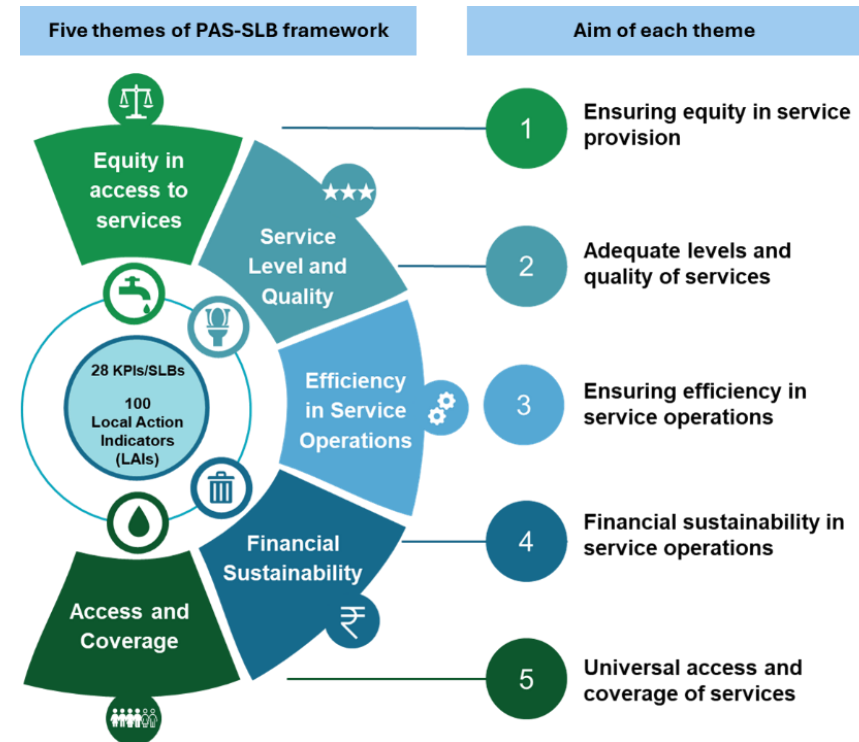 Five themes of PAS-SLB framework
Aim of each theme
Equity in
access to
services
Service
Level and
Quality
Efficiency
in Service
Operations
Financial
Sustainability
₹
Access and
Coverage
28 KPIs/SLBs
100
Local Action
Indicators
(LAIs)
1
Ensuring equity in service
provision
2
Adequate levels and
quality of services
3
Ensuring efficiency in
service operations
4
Financial sustainability in
service operations
5
Universal access and
coverage of services